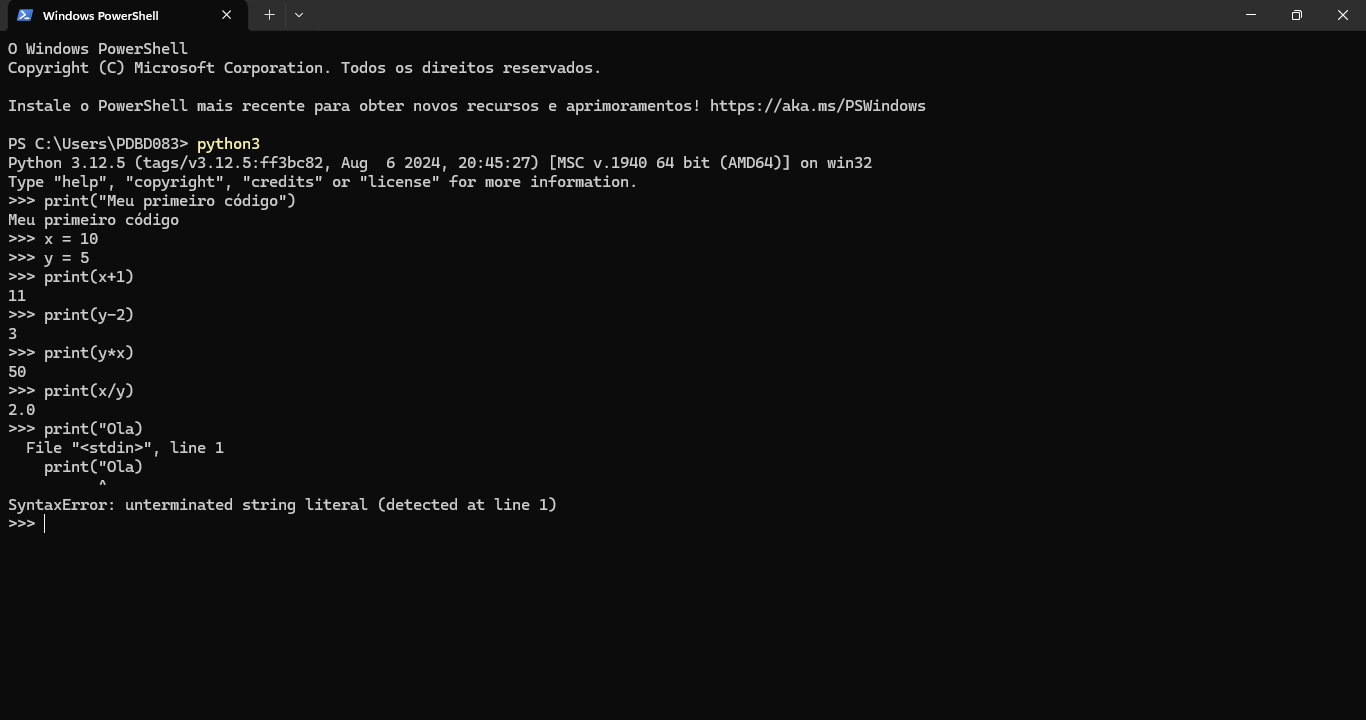 Windows PowerShell
O Windows PowerShell
Copyright (C) Microsoft Corporation. Todos os direitos reservados.
Instale o PowerShell mais recente para obter novos recursos e aprimoramentos! https://aka.ms/PSWindows
PS C:\Users\PDBD083> python3
Python 3.12.5 (tags/v3.12.5:ff3bc82, Aug  6 2024, 20:45:27) [MSC v.1940 64 bit (AMD64)] on win32
Type "help", "copyright", "credits" or "license" for more information.
>>> print("Meu primeiro código")
Meu primeiro código
>>> x = 10
>>> y = 5
>>> print(x+1)
11
>>> print(y-2)
3
>>> print(y*x)
50
>>> print(x/y)
2.0
>>> print("Ola)
  File "<stdin>", line 1
    print("Ola)
          ^
SyntaxError: unterminated string literal (detected at line 1)
>>>